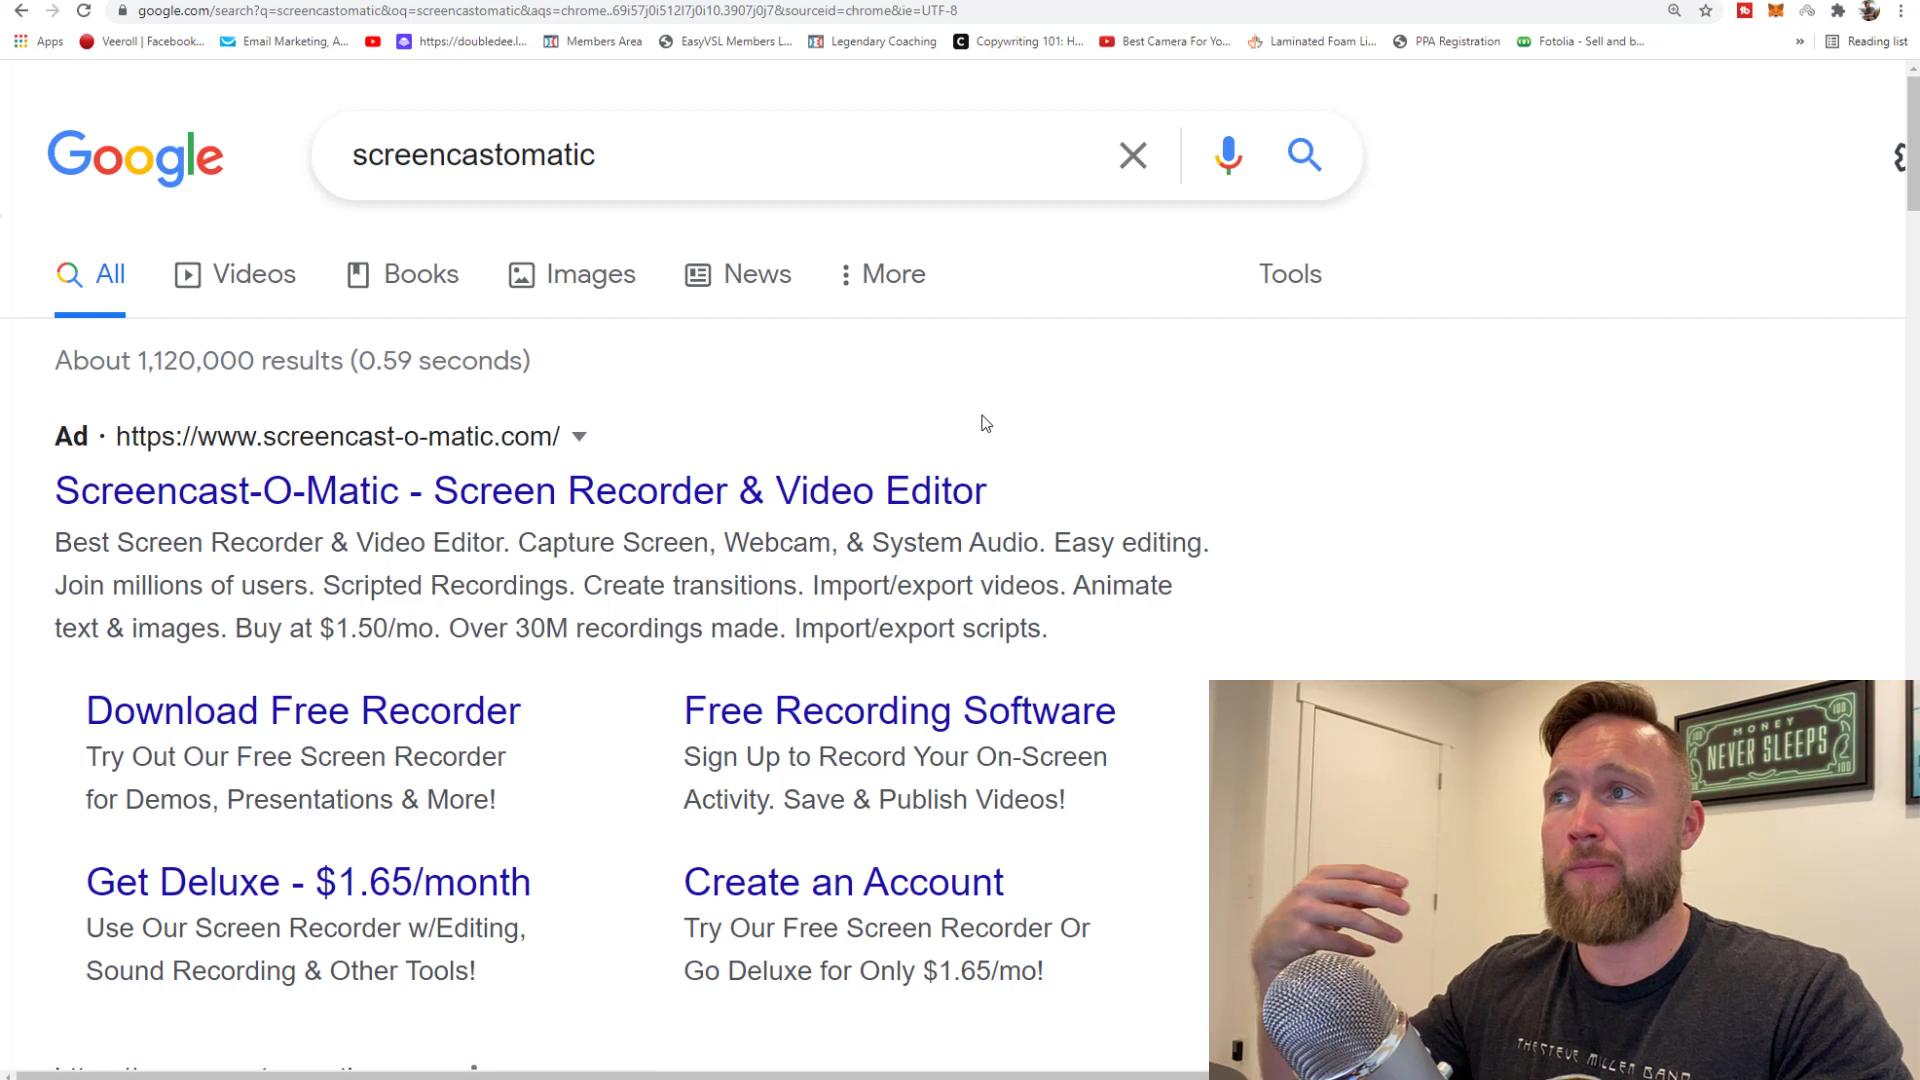 google.com/search?q=screencastomatic&oq=screencastomatic&aqs=chrome..69i57j0i512l7j0i10.3907j0j7&sourceid=chrome&ie=UTF-8
Apps
Veeroll | Facebook...
Email Marketing, A...
https://doubledee.l...
Members Area
EasyVSL Members L...
Legendary Coaching
Copywriting 101: H...
Best Camera For Yo...
Laminated Foam Li...
PPA Registration
Fotolia - Sell and b...
»
Reading list
Google
screencastomatic
All
Videos
Books
Images
News
More
Tools
About 1,120,000 results (0.59 seconds)
Ad · https://www.screencast-o-matic.com/
Screencast-O-Matic - Screen Recorder & Video Editor
Best Screen Recorder & Video Editor. Capture Screen, Webcam, & System Audio. Easy editing.
Join millions of users. Scripted Recordings. Create transitions. Import/export videos. Animate
text & images. Buy at $1.50/mo. Over 30M recordings made. Import/export scripts.
Download Free Recorder
Try Out Our Free Screen Recorder
for Demos, Presentations & More!
Free Recording Software
Sign Up to Record Your On-Screen
Activity. Save & Publish Videos!
Get Deluxe - $1.65/month
Use Our Screen Recorder w/Editing,
Sound Recording & Other Tools!
Create an Account
Try Our Free Screen Recorder Or
Go Deluxe for Only $1.65/mo!
100
100
MONEY
NEVER SLEEPS
100
THE STEVE MILLER BAND